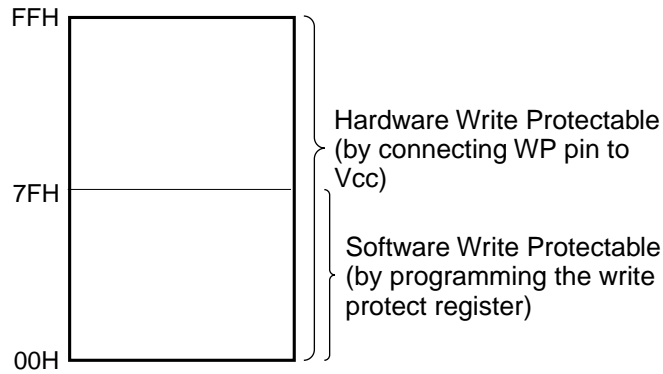 FFH
Hardware Write Protectable
(by connecting WP pin to
Vcc)
7FH
Software Write Protectable
(by programming the write
protect register)
00H